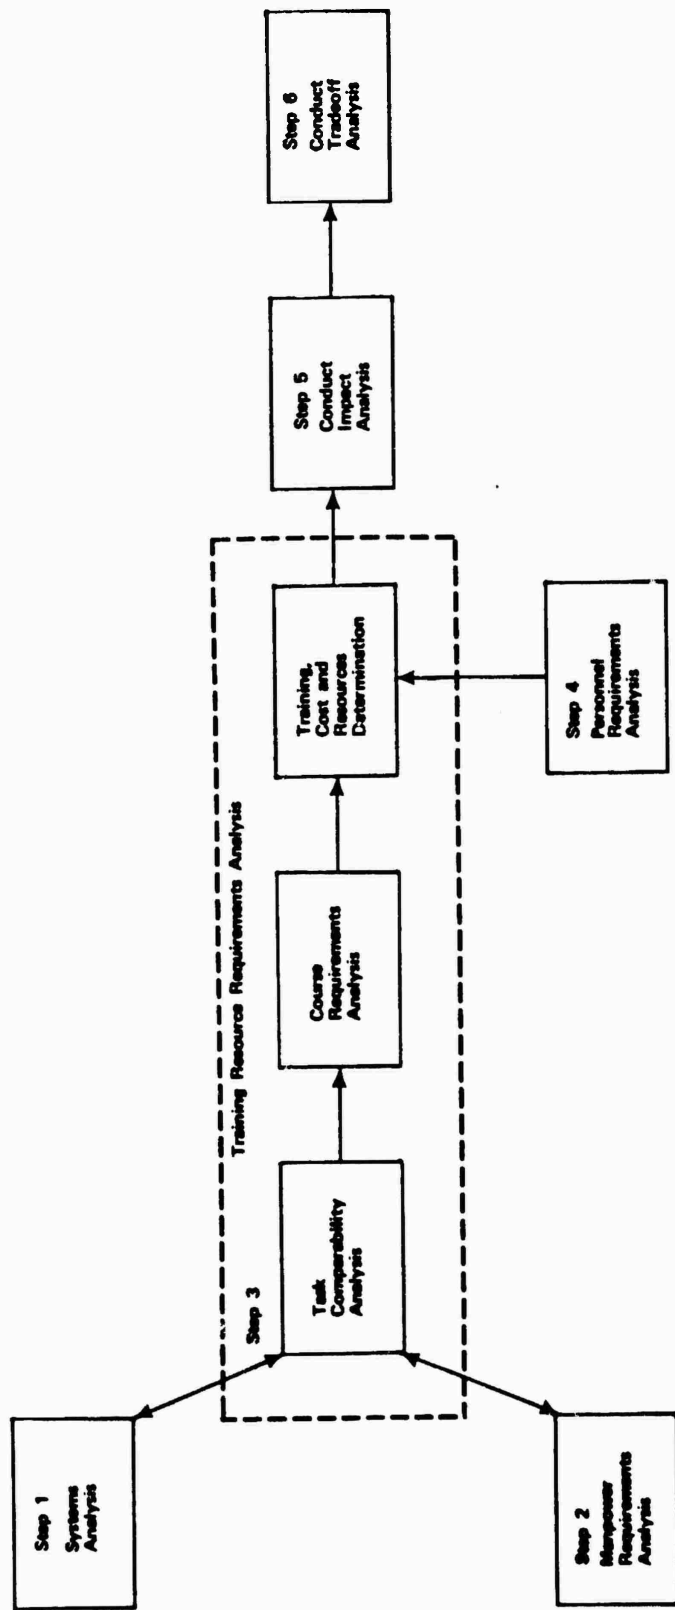 Step 1
Systems
Analysis
Step 2
Manpower
Requirements
Analysis
Step 3
Training Resource Requirements Analysis
Task
Comparability
Analysis
Course
Requirements
Analysis
Training,
Cost and
Resources
Determination
Step 4
Personnel
Requirements
Analysis
Step 5
Conduct
Impact
Analysis
Step 6
Conduct
Tradeoff
Analysis